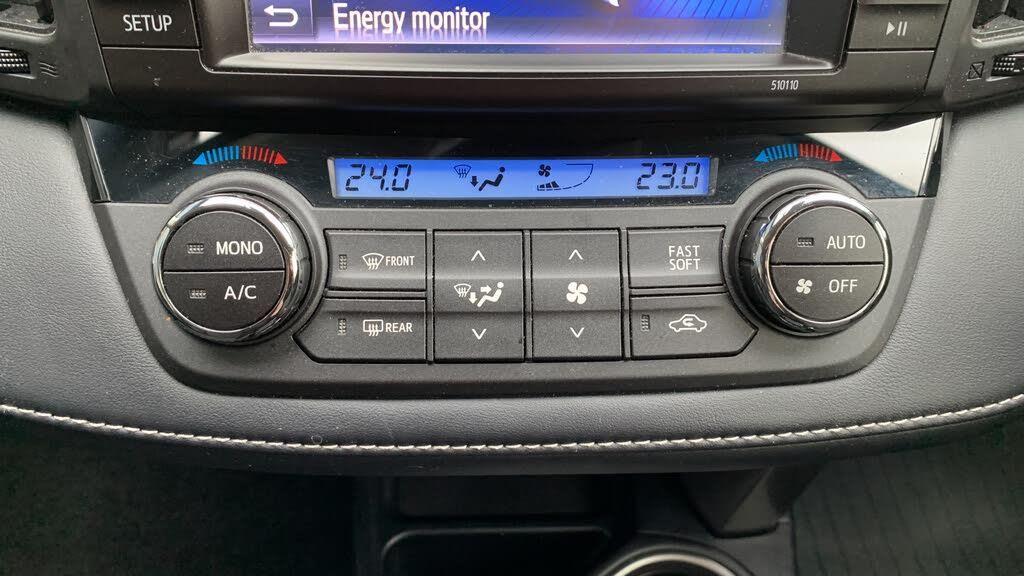 SETUP
Energy monitor
510110
24.0
23.0
MONO
A/C
FRONT
REAR
FAST
SOFT
AUTO
OFF